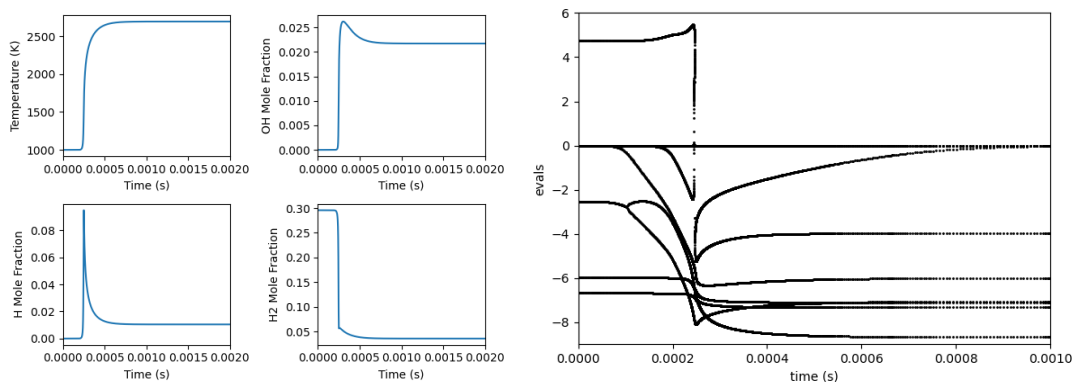 Temperature (K)
2500
2000
1500
1000
0.0000 0.0005 0.0010 0.0015 0.0020
Time (s)
OH Mole Fraction
0.025
0.020
0.015
0.010
0.005
0.000
0.0000 0.0005 0.0010 0.0015 0.0020
Time (s)
H Mole Fraction
0.08
0.06
0.04
0.02
0.00
0.0000 0.0005 0.0010 0.0015 0.0020
Time (s)
H2 Mole Fraction
0.30
0.25
0.20
0.15
0.10
0.05
0.0000 0.0005 0.0010 0.0015 0.0020
Time (s)
evals
6
4
2
0
−2
−4
−6
−8
0.0000 0.0002 0.0004 0.0006 0.0008 0.0010
time (s)